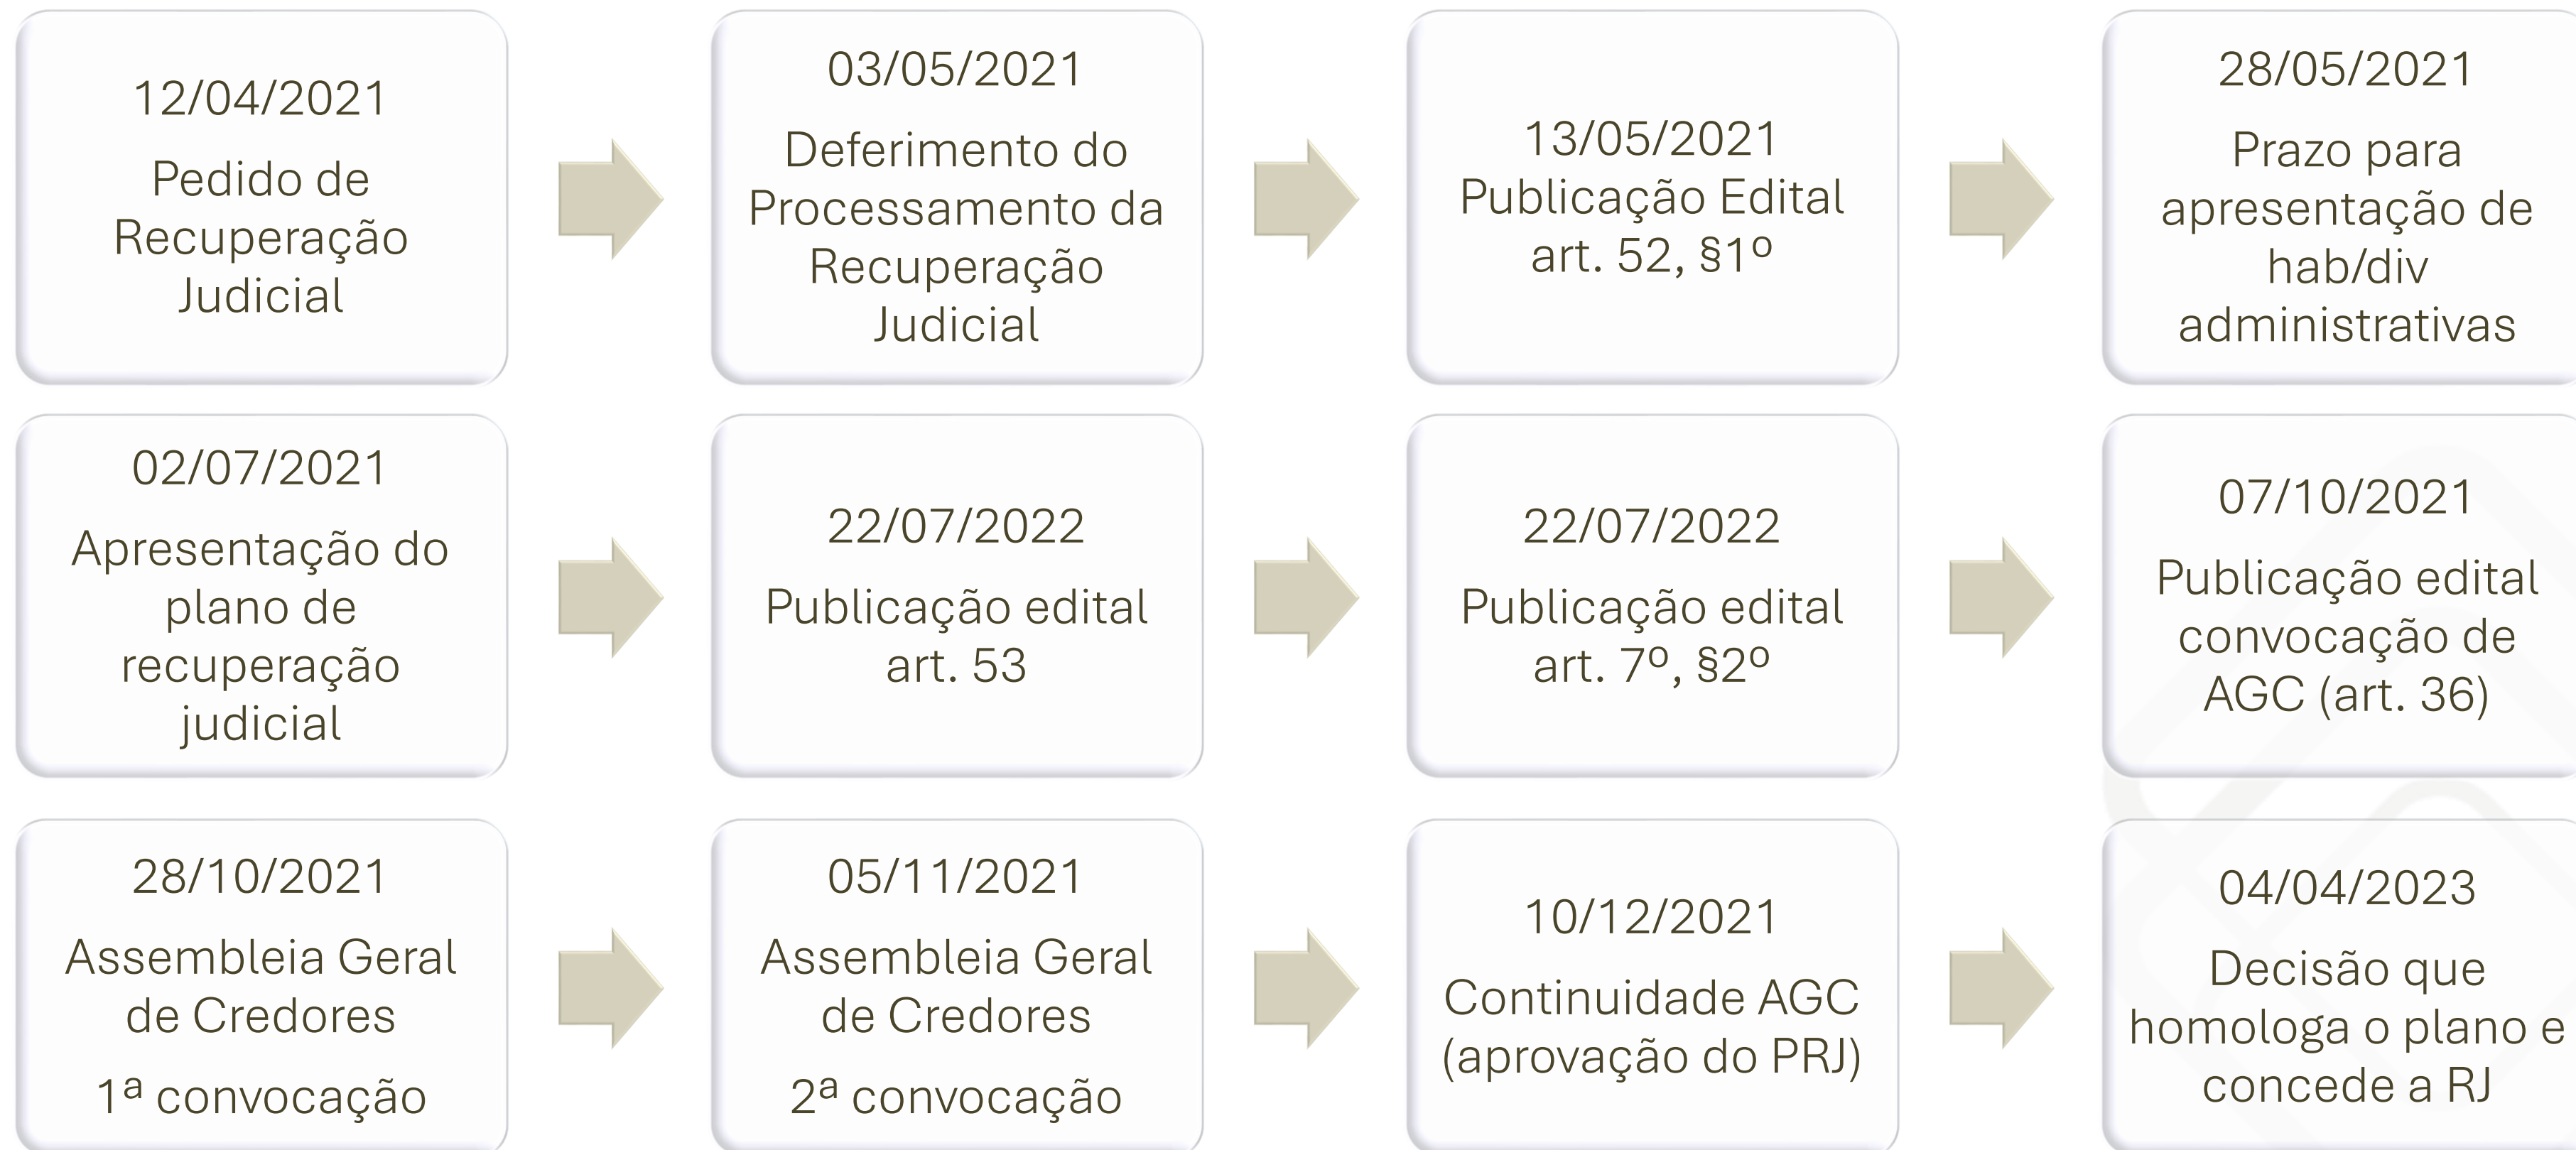 12/04/2021
Pedido de
Recuperação
Judicial
03/05/2021
Deferimento do
Processamento da
Recuperação
Judicial
13/05/2021
Publicação Edital
art. 52, §1º
28/05/2021
Prazo para
apresentação de
hab/div
administrativas
02/07/2021
Apresentação do
plano de
recuperação
judicial
22/07/2022
Publicação edital
art. 53
22/07/2022
Publicação edital
art. 7º, §2º
07/10/2021
Publicação edital
convocação de
AGC (art. 36)
28/10/2021
Assembleia Geral
de Credores
1ª convocação
05/11/2021
Assembleia Geral
de Credores
2ª convocação
10/12/2021
Continuidade AGC
(aprovação do PRJ)
04/04/2023
Decisão que
homologa o plano e
concede a RJ